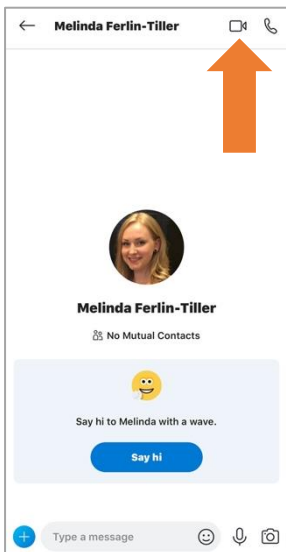 Melinda Ferlin-Tiller
Melinda Ferlin-Tiller
No Mutual Contacts
Say hi to Melinda with a wave.
Say hi
Type a message